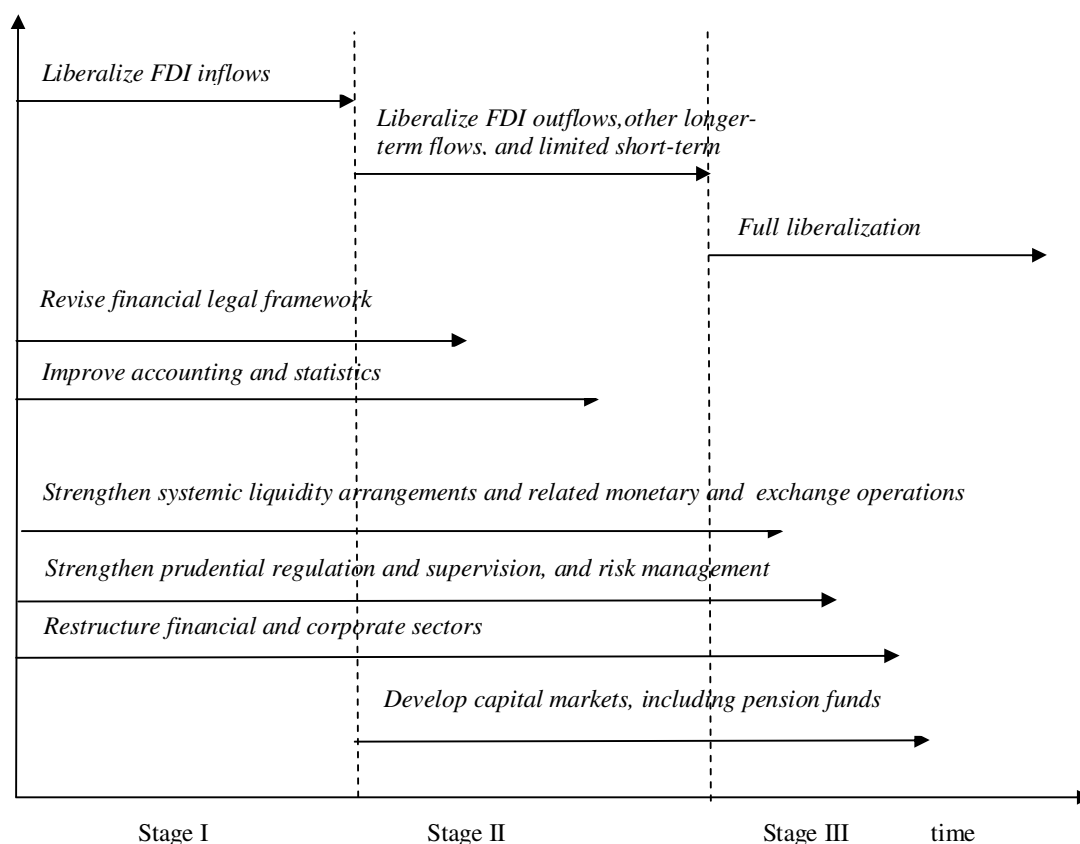 Liberalize FDI inflows
Liberalize FDI outflows,other longer-
term flows, and limited short-term
Full liberalization
Revise financial legal framework
Improve accounting and statistics
Strengthen systemic liquidity arrangements and related monetary and exchange operations
Strengthen prudential regulation and supervision, and risk management
Restructure financial and corporate sectors
Develop capital markets, including pension funds
Stage I Stage II Stage III time